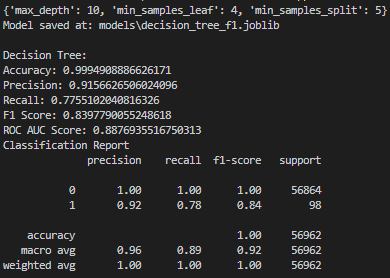 {'max_depth': 10, 'min_samples_leaf': 4, 'min_samples_split': 5}
Model saved at: models\decision_tree_f1.joblib
Decision Tree:
Accuracy: 0.9994908886626171
Precision: 0.9156626506024096
Recall: 0.7755102040816326
F1 Score: 0.8397790055248618
ROC AUC Score: 0.8876935516750313
Classification Report
precision recall f1-score support
0 1.00 1.00 1.00 56864
1 0.92 0.78 0.84 98
accuracy 1.00 56962
macro avg 0.96 0.89 0.92 56962
weighted avg 1.00 1.00 1.00 56962